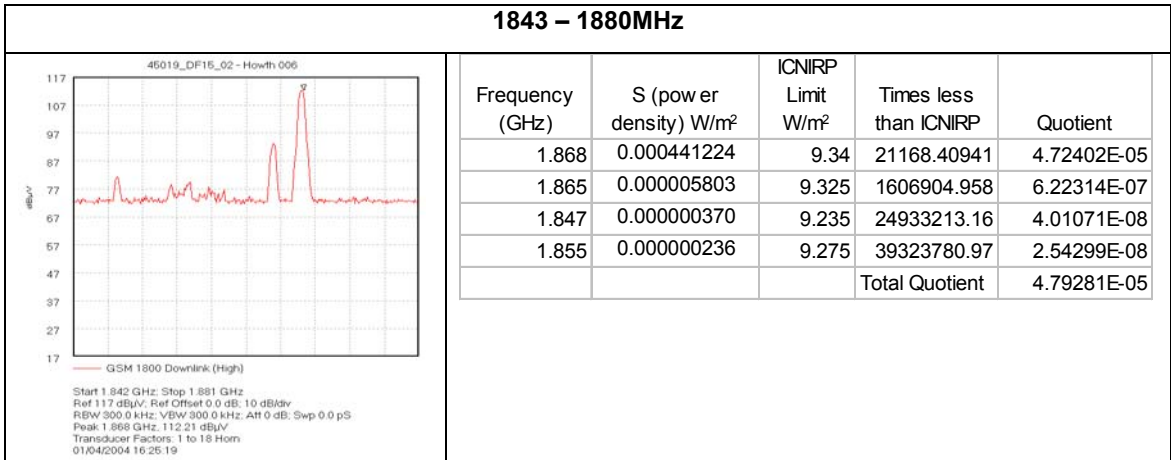 1843 – 1880MHz
45019_DF15_02 - Howth 006
117
107
97
87
77
67
57
47
37
27
17
dBµV
GSM 1800 Downlink (High)
Start 1.842 GHz; Stop 1.881 GHz
Ref 117 dBµV; Ref Offset 0.0 dB; 10 dB/div
RBW 300.0 kHz; VBW 300.0 kHz; Att 0 dB; Swp 0.0 pS
Peak 1.868 GHz, 112.21 dBµV
Transducer Factors: 1 to 18 Horn
01/04/2004 16:25:19
Frequency (GHz) S (power density) W/m² ICNIRP Limit W/m² Times less than ICNIRP Quotient
1.868 0.000441224 9.34 21168.40941 4.72402E-05
1.865 0.000005803 9.325 1606904.958 6.22314E-07
1.847 0.000000370 9.235 24933213.16 4.01071E-08
1.855 0.000000236 9.275 39323780.97 2.54299E-08
Total Quotient 4.79281E-05